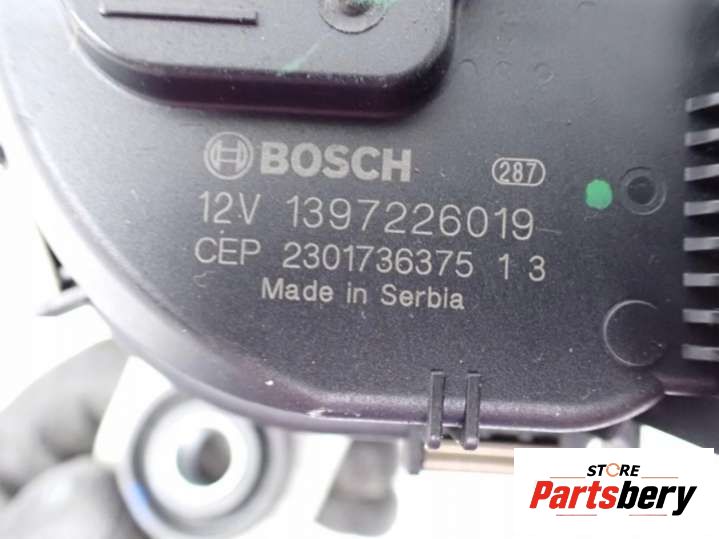 BOSCH 287
12V 1397226019
CEP 2301736375 1 3
Made in Serbia
STORE
Partsbery